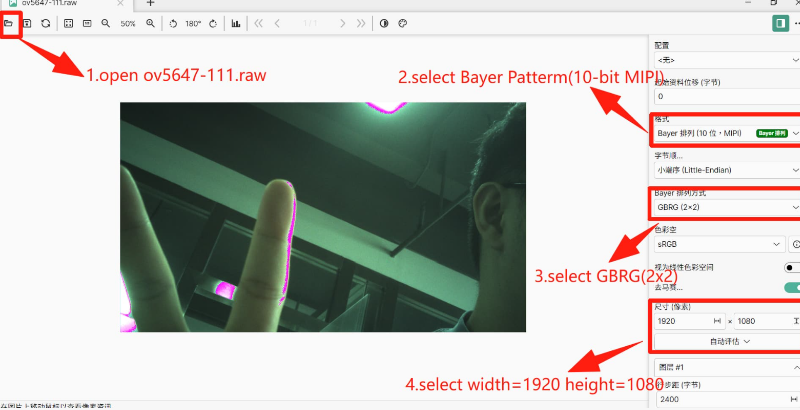 ov5647-111.raw
50%
180°
1 / 1
1.open ov5647-111.raw
2.select Bayer Patterm(10-bit MIPI)
配置
<无>
起始资料位移 (字节)
0
格式
Bayer 排列 (10 位，MIPI)
Bayer 排列
字节顺...
小端序 (Little-Endian)
Bayer 排列方式
GBRG (2×2)
色彩空
sRGB
3.select GBRG(2x2)
视为线性色彩空间
去马赛...
尺寸 (像素)
1920 × 1080
自动评估
4.select width=1920 height=1080
图层 #1
步距 (字节)
2400
在图片上移动鼠标以查看像素资讯